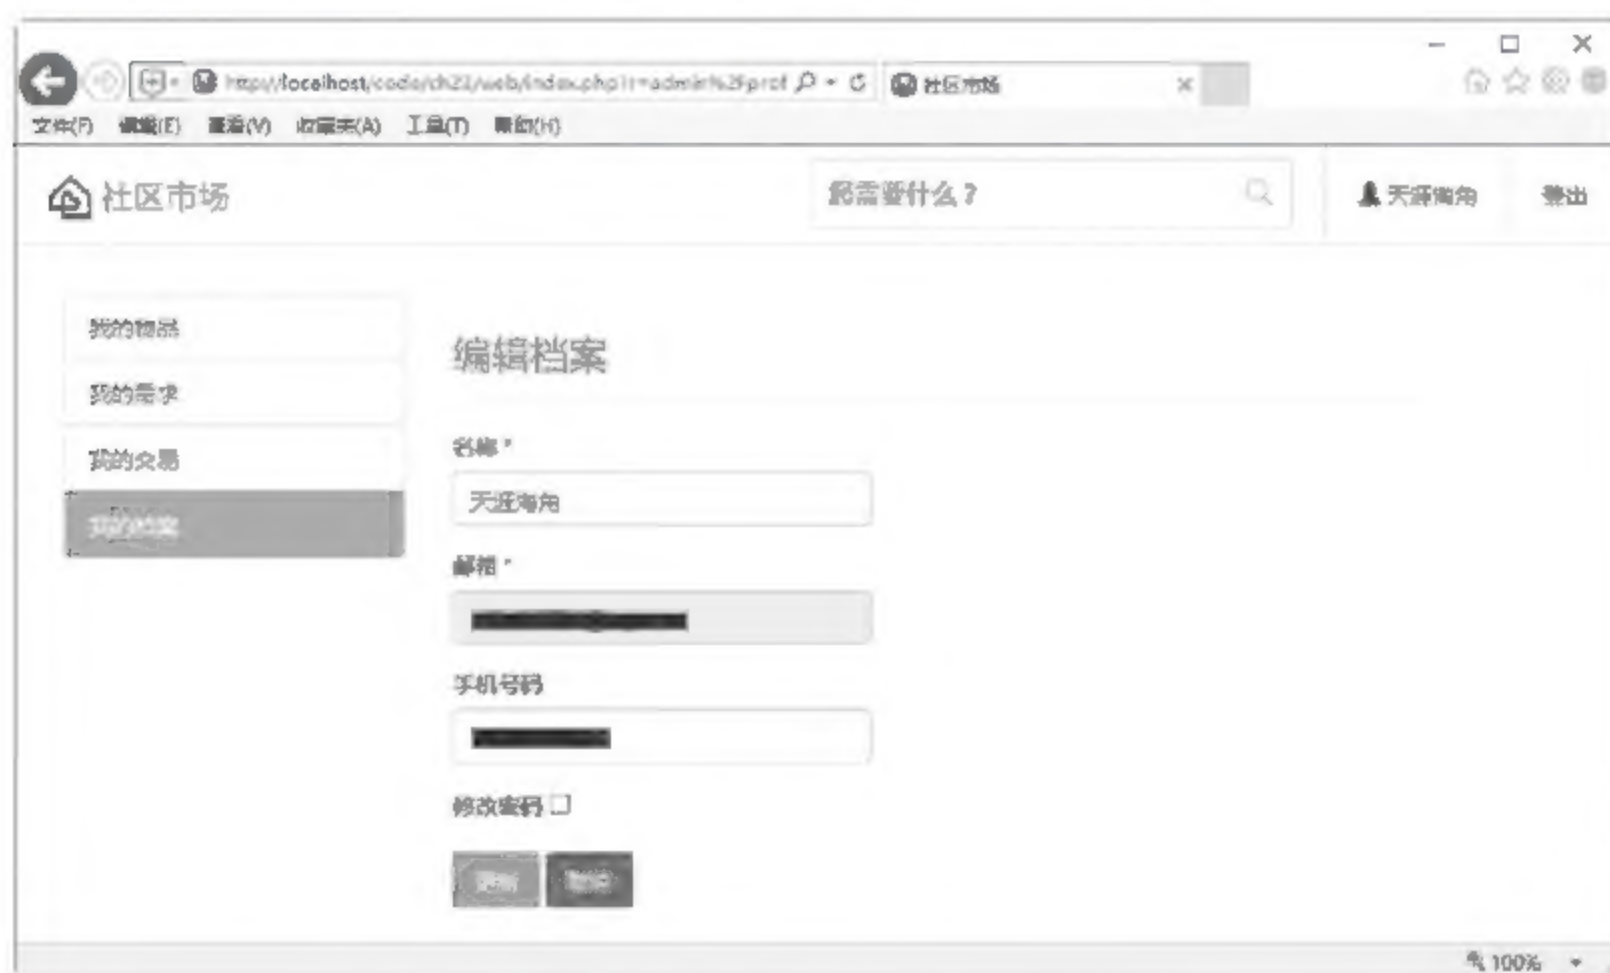 http://localhost/code/ch22/web/index.php?r=admin%2Fprof
社区市场
文件(F) 编辑(E) 查看(V) 收藏夹(A) 工具(T) 帮助(H)
社区市场
您需要什么？
天涯海角
登出
我的物品
我的需求
我的交易
我的档案
编辑档案
名称 *
天涯海角
邮箱 *
手机号码
修改密码
100%